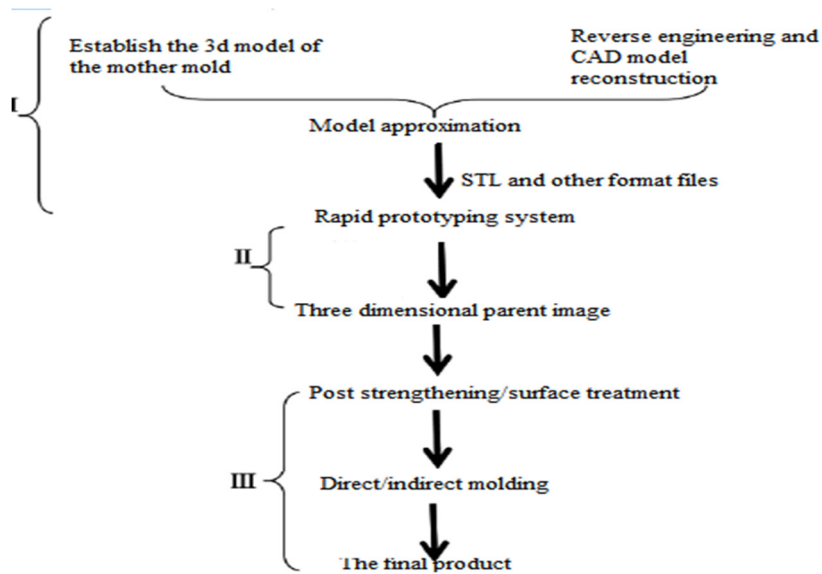 Establish the 3d model of
the mother mold
Reverse engineering and
CAD model
reconstruction
I
Model approximation
STL and other format files
Rapid prototyping system
II
Three dimensional parent image
Post strengthening/surface treatment
III
Direct/indirect molding
The final product